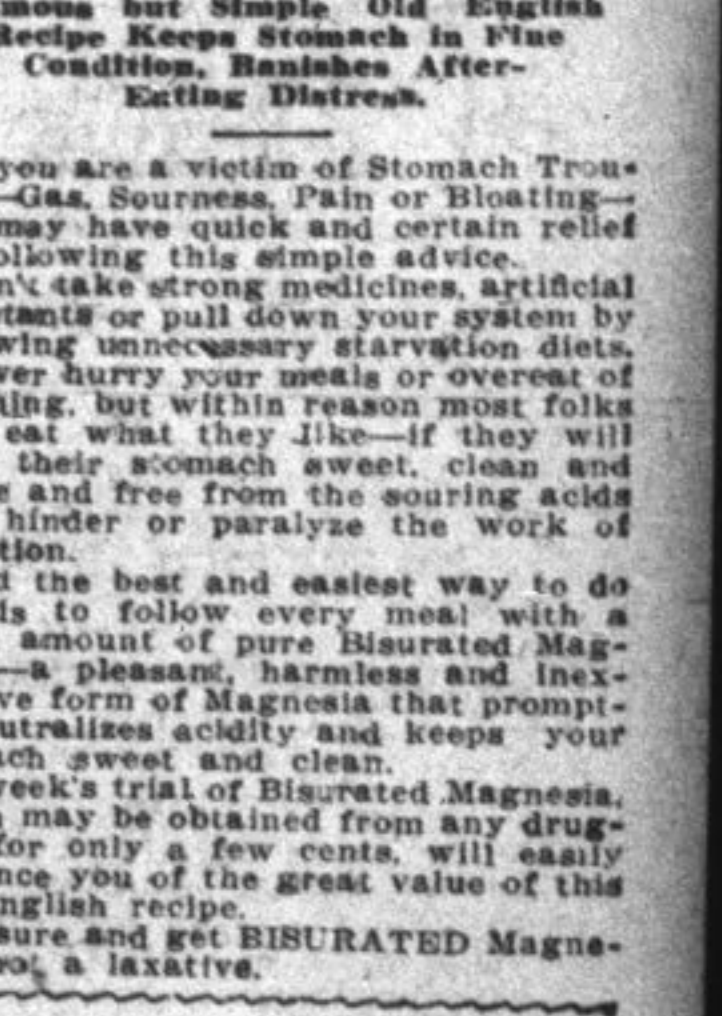 mous but Simple Old English
Recipe Keeps Stomach in Fine
Condition, Banishes After-
Eating Distress.
you are a victim of Stomach Trou-
—Gas, Sourness, Pain or Bloating—
may have quick and certain relief
ollowing this simple advice.
n't take strong medicines, artificial
tants or pull down your system by
wing unnecessary starvation diets.
ver hurry your meals or overeat of
hing, but within reason most folks
eat what they like—if they will
their stomach sweet, clean and
e and free from the souring acids
hinder or paralyze the work of
tion.
d the best and easiest way to do
is to follow every meal with a
amount of pure Bisurated Mag-
—a pleasant, harmless and inex-
ve form of Magnesia that prompt-
utralizes acidity and keeps your
ach sweet and clean.
eek's trial of Bisurated Magnesia,
h may be obtained from any drug-
for only a few cents, will easily
nce you of the great value of this
nglish recipe.
sure and get BISURATED Magne-
not a laxative.